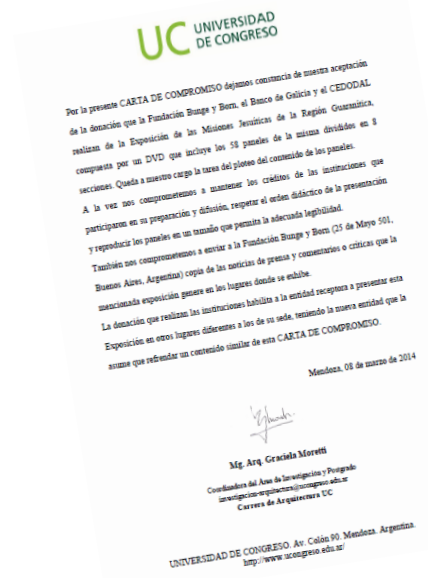 UC UNIVERSIDAD
DE CONGRESO
Por la presente CARTA DE COMPROMISO dejamos constancia de nuestra aceptación
de la donación que la Fundación Bunge y Born, el Banco de Galicia y el CEDODAL
realizan de la Exposición de las Misiones Jesuíticas de la Región Guaranítica,
compuesta por un DVD que incluye los 58 paneles de la misma divididos en 8
secciones. Queda a nuestro cargo la tarea del ploteo del contenido de los paneles.
A la vez nos comprometemos a mantener los créditos de las instituciones que
participaron en su preparación y difusión, respetar el orden didáctico de la presentación
y reproducir los paneles en un tamaño que permita la adecuada legibilidad.
También nos comprometemos a enviar a la Fundación Bunge y Born (25 de Mayo 501,
Buenos Aires, Argentina) copia de las noticias de prensa y comentarios o críticas que la
mencionada exposición genere en los lugares donde se exhibe.
La donación que realizan las instituciones habilita a la entidad receptora a presentar esta
Exposición en otros lugares diferentes a los de su sede, teniendo la nueva entidad que la
asume que refrendar un contenido similar de esta CARTA DE COMPROMISO.
Mendoza, 08 de marzo de 2014
Mg. Arq. Graciela Moretti
Coordinadora del Área de Investigación y Posgrado
investigacion-arquitectura@ucongreso.edu.ar
Carrera de Arquitectura UC
UNIVERSIDAD DE CONGRESO. Av. Colón 90. Mendoza. Argentina.
http://www.ucongreso.edu.ar/